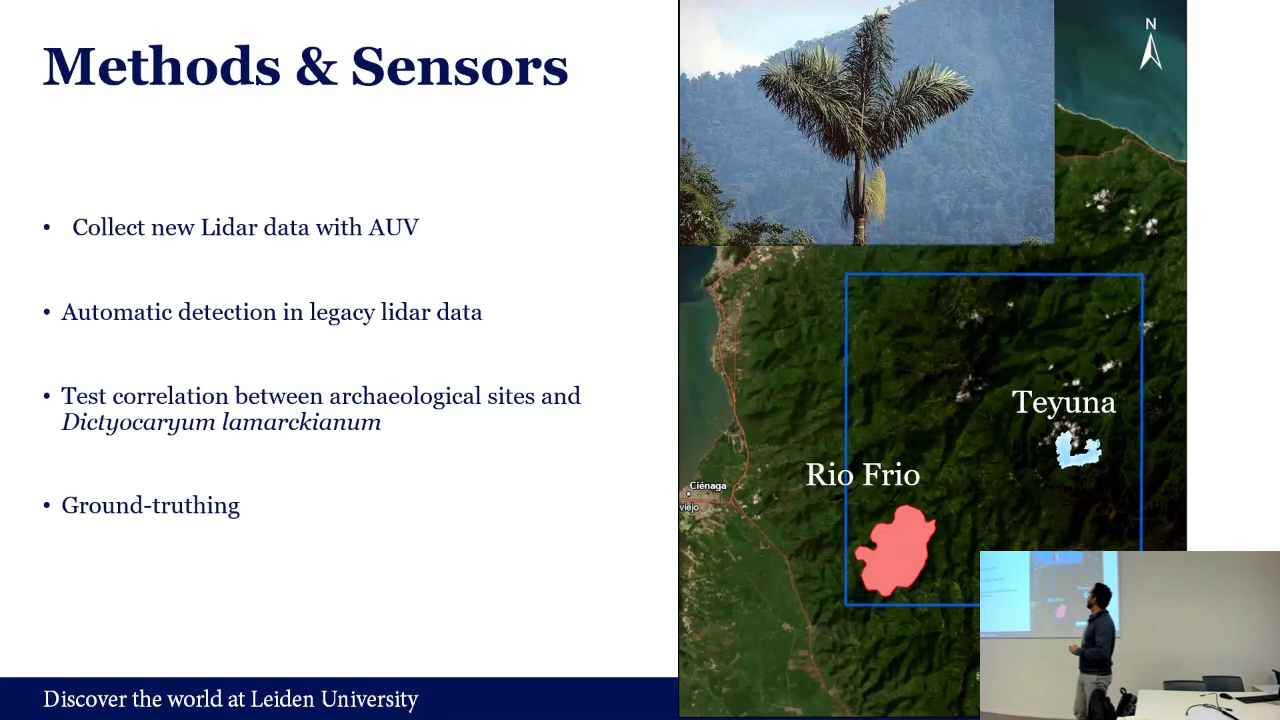 Methods & Sensors
• Collect new Lidar data with AUV
• Automatic detection in legacy lidar data
• Test correlation between archaeological sites and
Dictyocaryum lamarckianum
• Ground-truthing
Discover the world at Leiden University
N
Teyuna
Rio Frio
Ciénaga
viejo